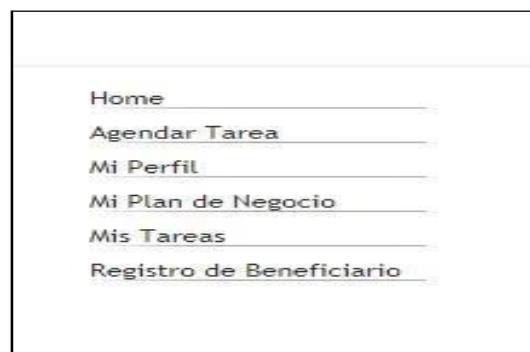 Home
Agendar Tarea
Mi Perfil
Mi Plan de Negocio
Mis Tareas
Registro de Beneficiario